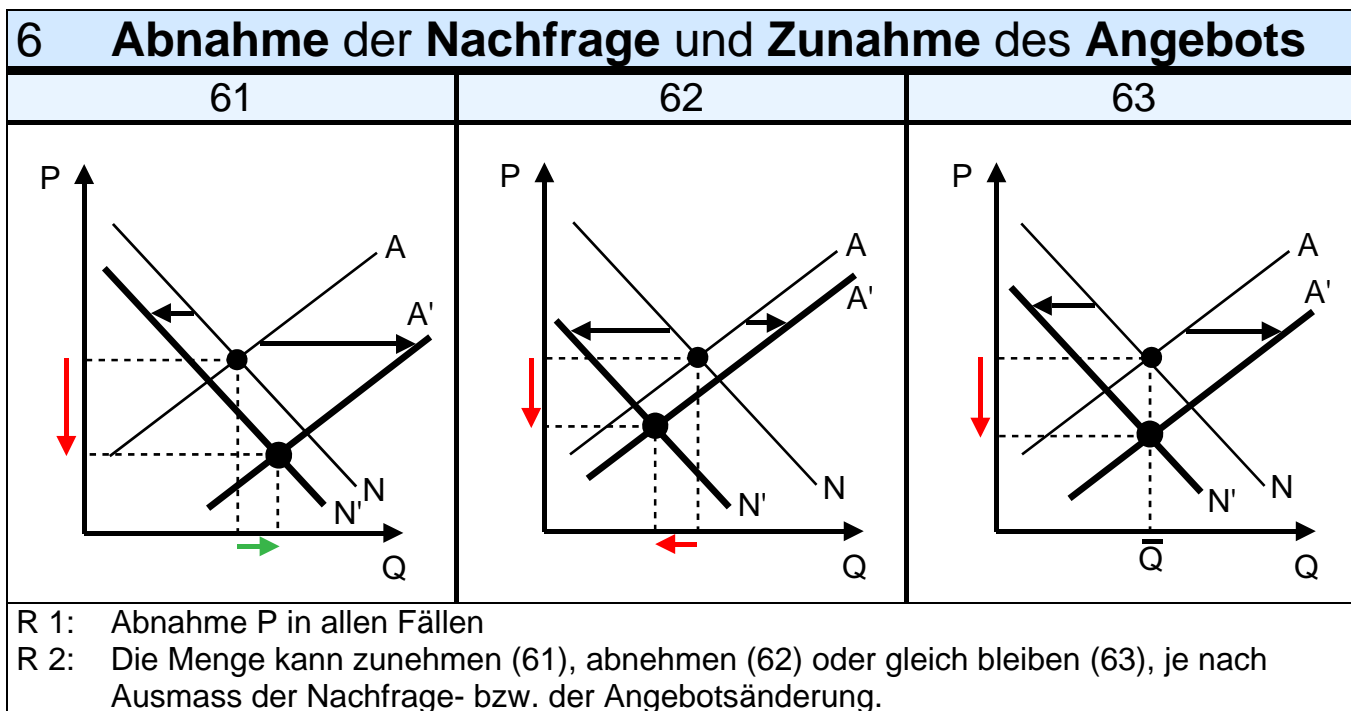 6 Abnahme der Nachfrage und Zunahme des Angebots
61 62 63
P
A
A'
N
N'
Q
P
A
A'
N
N'
Q
P
A
A'
N
N'
Q̅
Q
R 1: Abnahme P in allen Fällen
R 2: Die Menge kann zunehmen (61), abnehmen (62) oder gleich bleiben (63), je nach
Ausmass der Nachfrage- bzw. der Angebotsänderung.